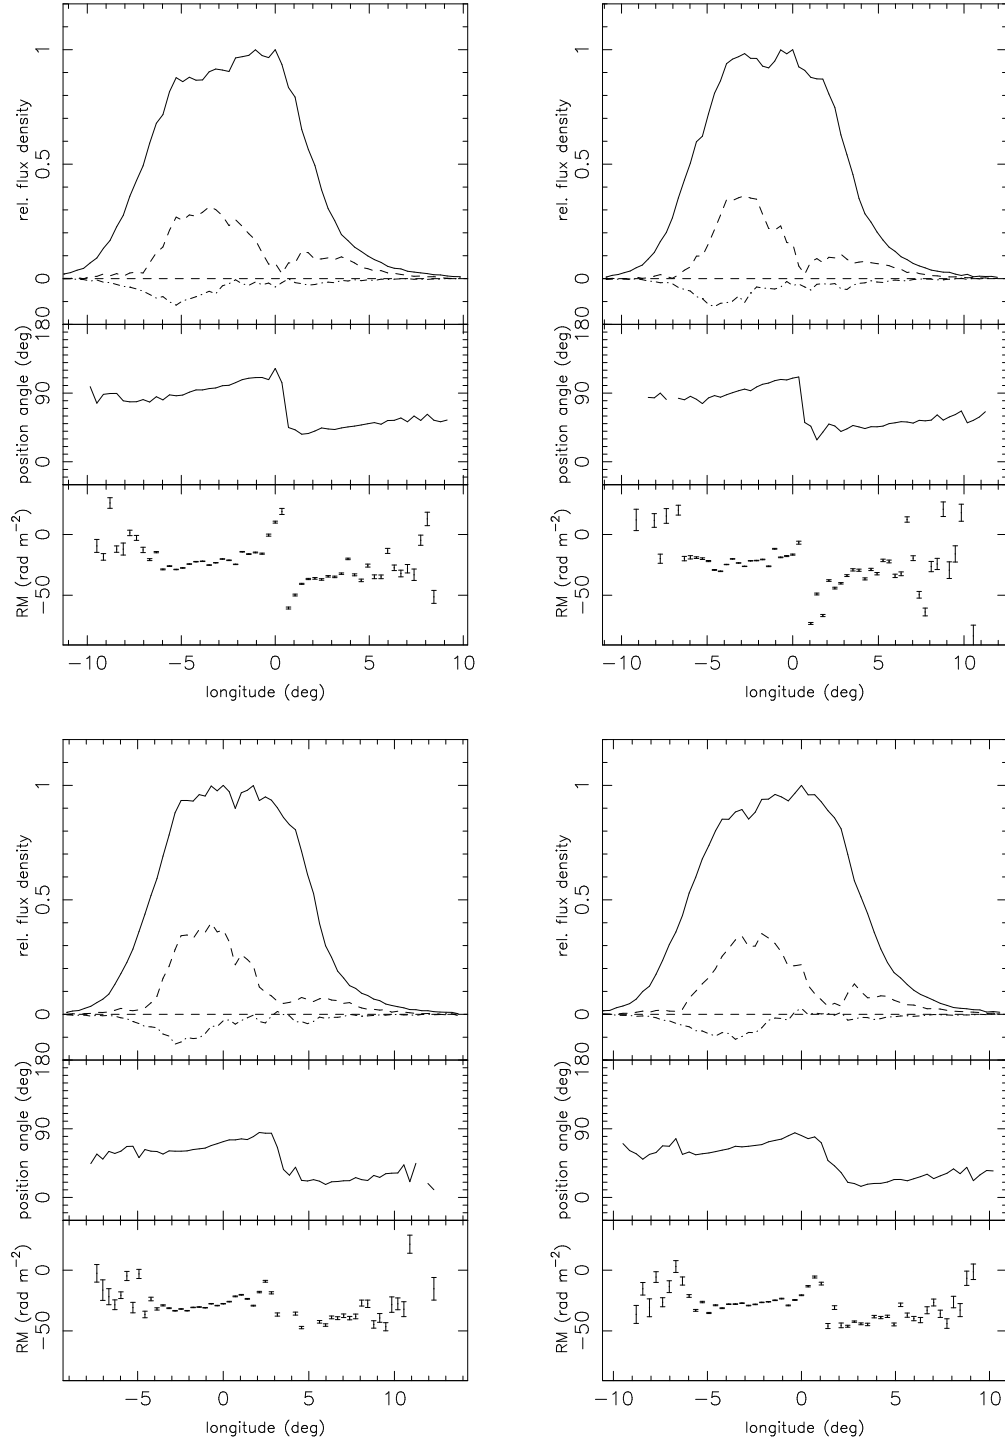 rel. flux density
0 0.5 1
position angle (deg)
0 90 180
RM (rad m−2)
−50 0
−10 −5 0 5 10
longitude (deg)
rel. flux density
0 0.5 1
position angle (deg)
0 90 180
RM (rad m−2)
−50 0
−10 −5 0 5 10
longitude (deg)
rel. flux density
0 0.5 1
position angle (deg)
0 90 180
RM (rad m−2)
−50 0
−5 0 5 10
longitude (deg)
rel. flux density
0 0.5 1
position angle (deg)
0 90 180
RM (rad m−2)
−50 0
−10 −5 0 5 10
longitude (deg)